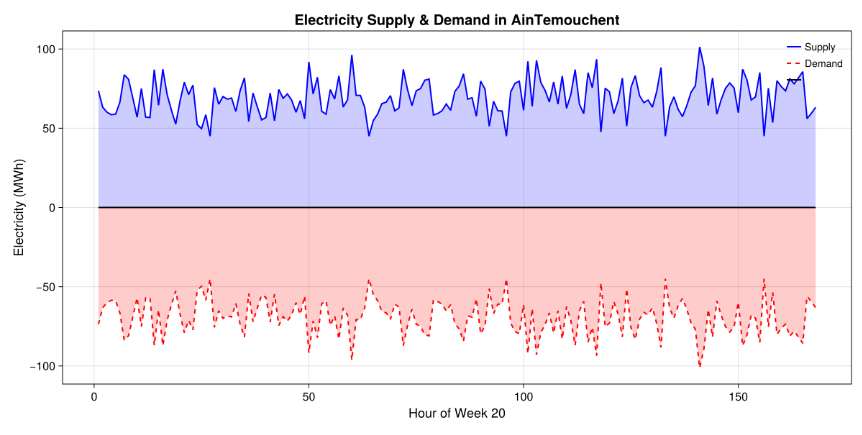 Electricity Supply & Demand in AinTemouchent
Supply
Demand
Electricity (MWh)
100
50
0
−50
−100
0
50
100
150
Hour of Week 20